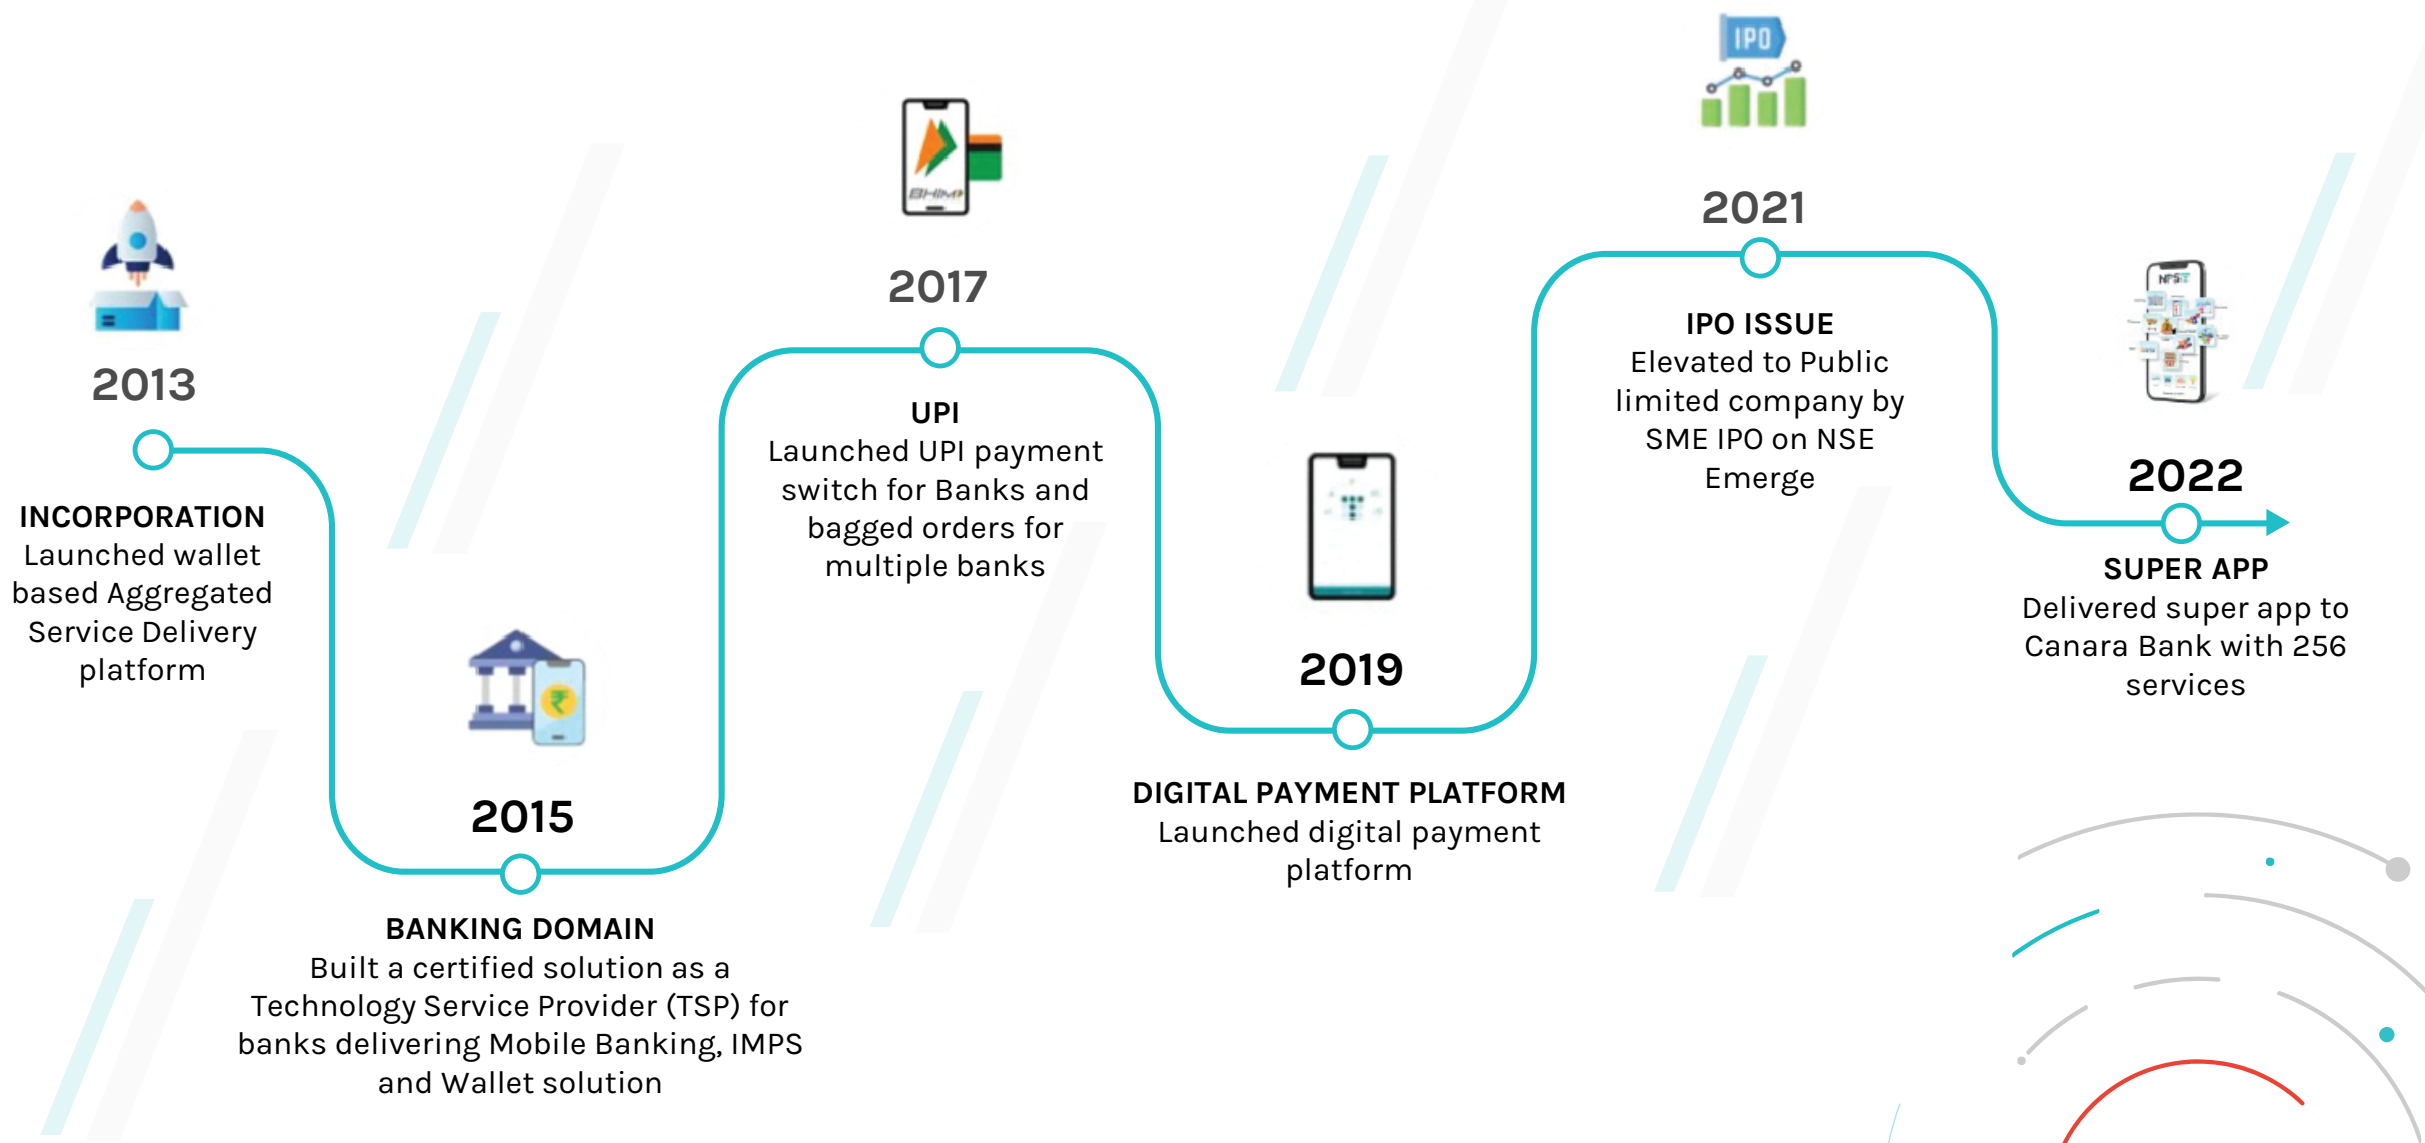 2013
INCORPORATION
Launched wallet
based Aggregated
Service Delivery
platform
2015
BANKING DOMAIN
Built a certified solution as a
Technology Service Provider (TSP) for
banks delivering Mobile Banking, IMPS
and Wallet solution
BHIM
2017
UPI
Launched UPI payment
switch for Banks and
bagged orders for
multiple banks
2019
DIGITAL PAYMENT PLATFORM
Launched digital payment
platform
IPO
2021
IPO ISSUE
Elevated to Public
limited company by
SME IPO on NSE
Emerge
2022
SUPER APP
Delivered super app to
Canara Bank with 256
services